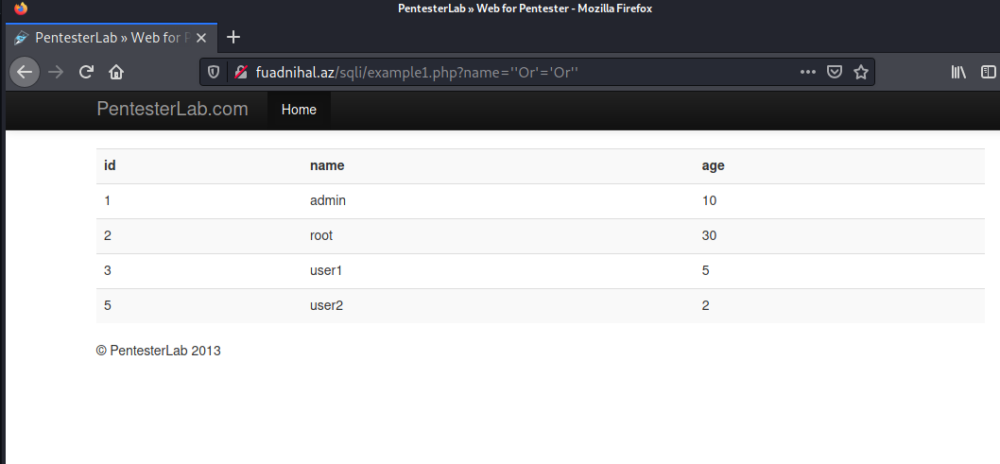 PentesterLab » Web for Pentester - Mozilla Firefox
PentesterLab » Web for P
fuadnihal.az/sqli/example1.php?name=''Or'='Or''
PentesterLab.com Home
id name age
1 admin 10
2 root 30
3 user1 5
5 user2 2
© PentesterLab 2013